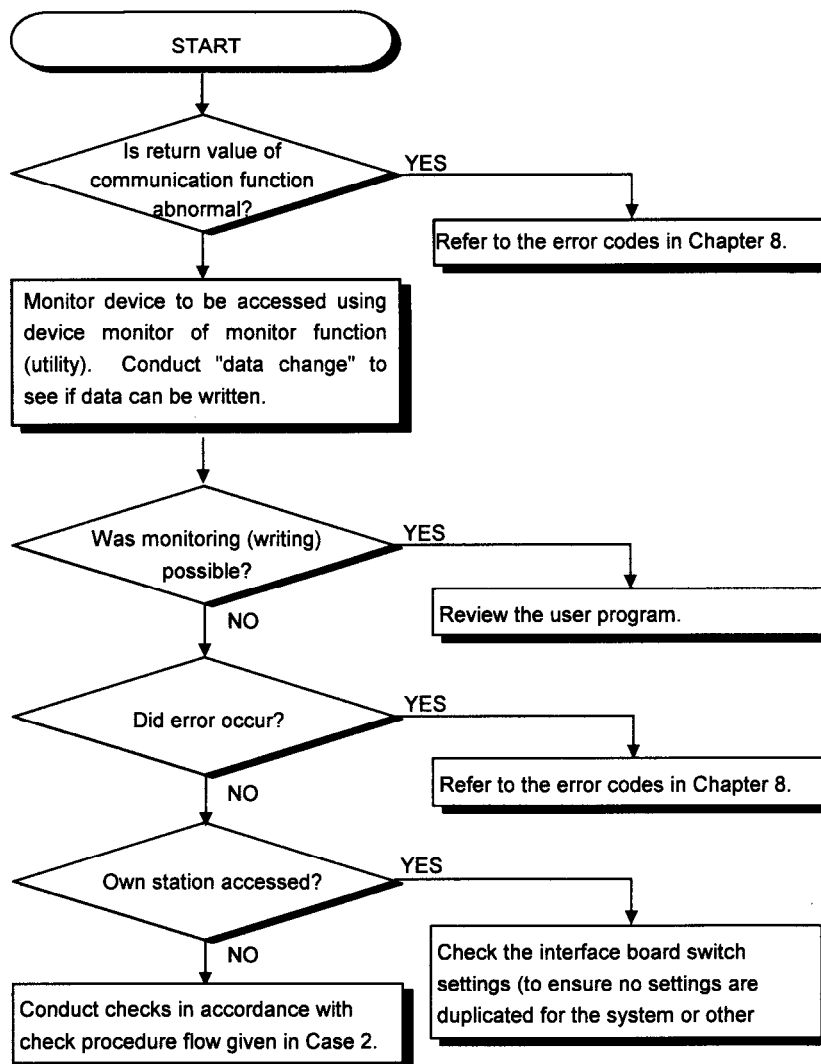 START
Is return value of
communication function
abnormal?
YES
Refer to the error codes in Chapter 8.
Monitor device to be accessed using
device monitor of monitor function
(utility). Conduct "data change" to
see if data can be written.
Was monitoring (writing)
possible?
YES
Review the user program.
NO
Did error occur?
YES
Refer to the error codes in Chapter 8.
NO
Own station accessed?
YES
Check the interface board switch
settings (to ensure no settings are
duplicated for the system or other
NO
Conduct checks in accordance with
check procedure flow given in Case 2.